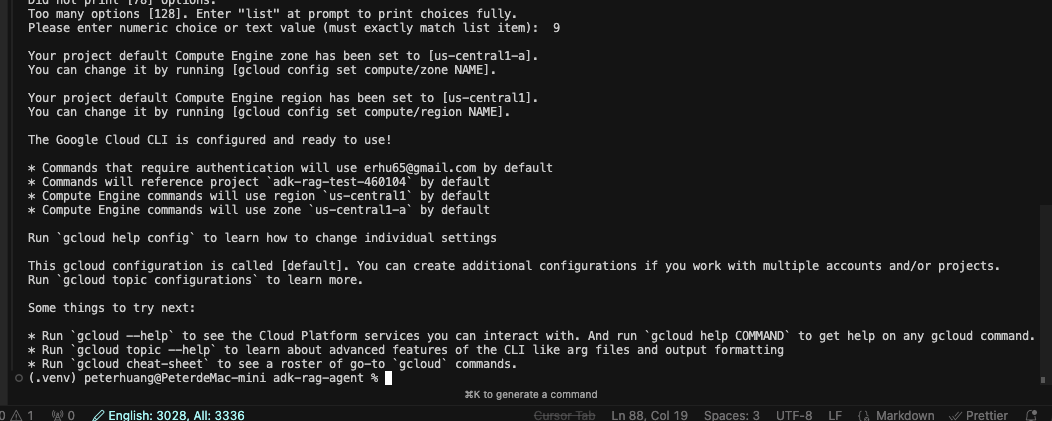 Did not print [78] options.
Too many options [128]. Enter "list" at prompt to print choices fully.
Please enter numeric choice or text value (must exactly match list item):  9

Your project default Compute Engine zone has been set to [us-central1-a].
You can change it by running [gcloud config set compute/zone NAME].

Your project default Compute Engine region has been set to [us-central1].
You can change it by running [gcloud config set compute/region NAME].

The Google Cloud CLI is configured and ready to use!

* Commands that require authentication will use erhu65@gmail.com by default
* Commands will reference project `adk-rag-test-460104` by default
* Compute Engine commands will use region `us-central1` by default
* Compute Engine commands will use zone `us-central1-a` by default

Run `gcloud help config` to learn how to change individual settings

This gcloud configuration is called [default]. You can create additional configurations if you work with multiple accounts and/or projects.
Run `gcloud topic configurations` to learn more.

Some things to try next:

* Run `gcloud --help` to see the Cloud Platform services you can interact with. And run `gcloud help COMMAND` to get help on any gcloud command.
* Run `gcloud topic --help` to learn about advanced features of the CLI like arg files and output formatting
* Run `gcloud cheat-sheet` to see a roster of go-to `gcloud` commands.
(.venv) peterhuang@PeterdeMac-mini adk-rag-agent %
⌘K to generate a command
0 1 0 English: 3028, All: 3336 Cursor Tab Ln 88, Col 19 Spaces: 3 UTF-8 LF {} Markdown Prettier